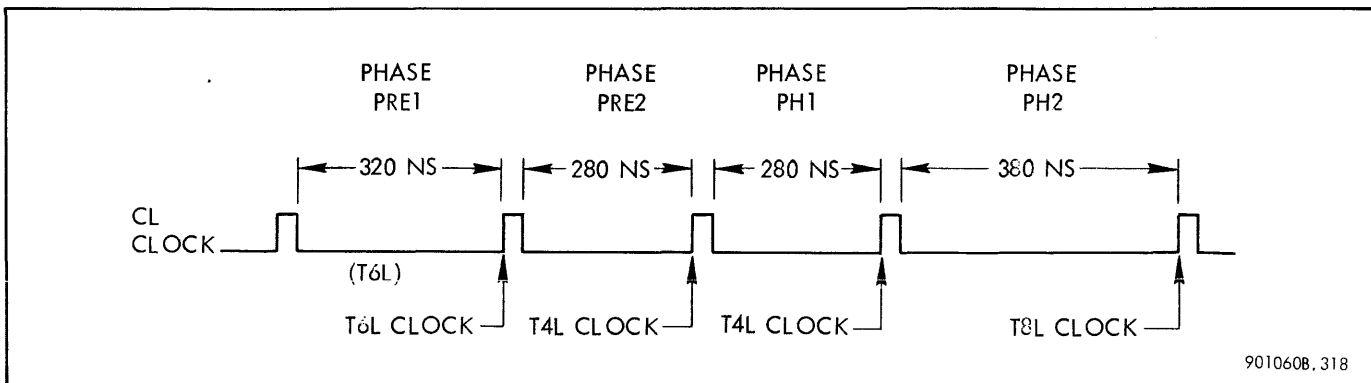 PHASE PHASE PHASE PHASE
PRE1 PRE2 PH1 PH2
320 NS 280 NS 280 NS 380 NS
CL
CLOCK
(T6L)
T6L CLOCK T4L CLOCK T4L CLOCK T8L CLOCK
901060B.318